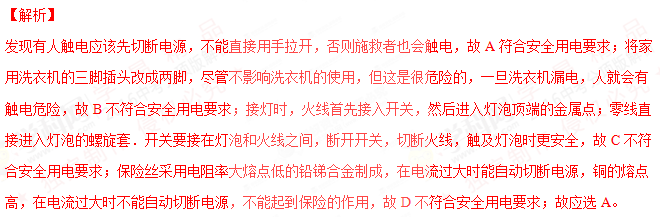 【解析】
发现有人触电应该先切断电源，不能直接用手拉开，否则施救者也会触电，故 A 符合安全用电要求；将家
用洗衣机的三脚插头改成两脚，尽管不影响洗衣机的使用，但这是很危险的，一旦洗衣机漏电，人就会有
触电危险，故 B 不符合安全用电要求；接灯时，火线首先接入开关，然后进入灯泡顶端的金属点；零线直
接进入灯泡的螺旋套．开关要接在灯泡和火线之间，断开开关，切断火线，触及灯泡时更安全，故 C 不符
合安全用电要求；保险丝采用电阻率大熔点低的铅锑合金制成，在电流过大时能自动切断电源，铜的熔点
高，在电流过大时不能自动切断电源，不能起到保险的作用，故 D 不符合安全用电要求；故应选 A。